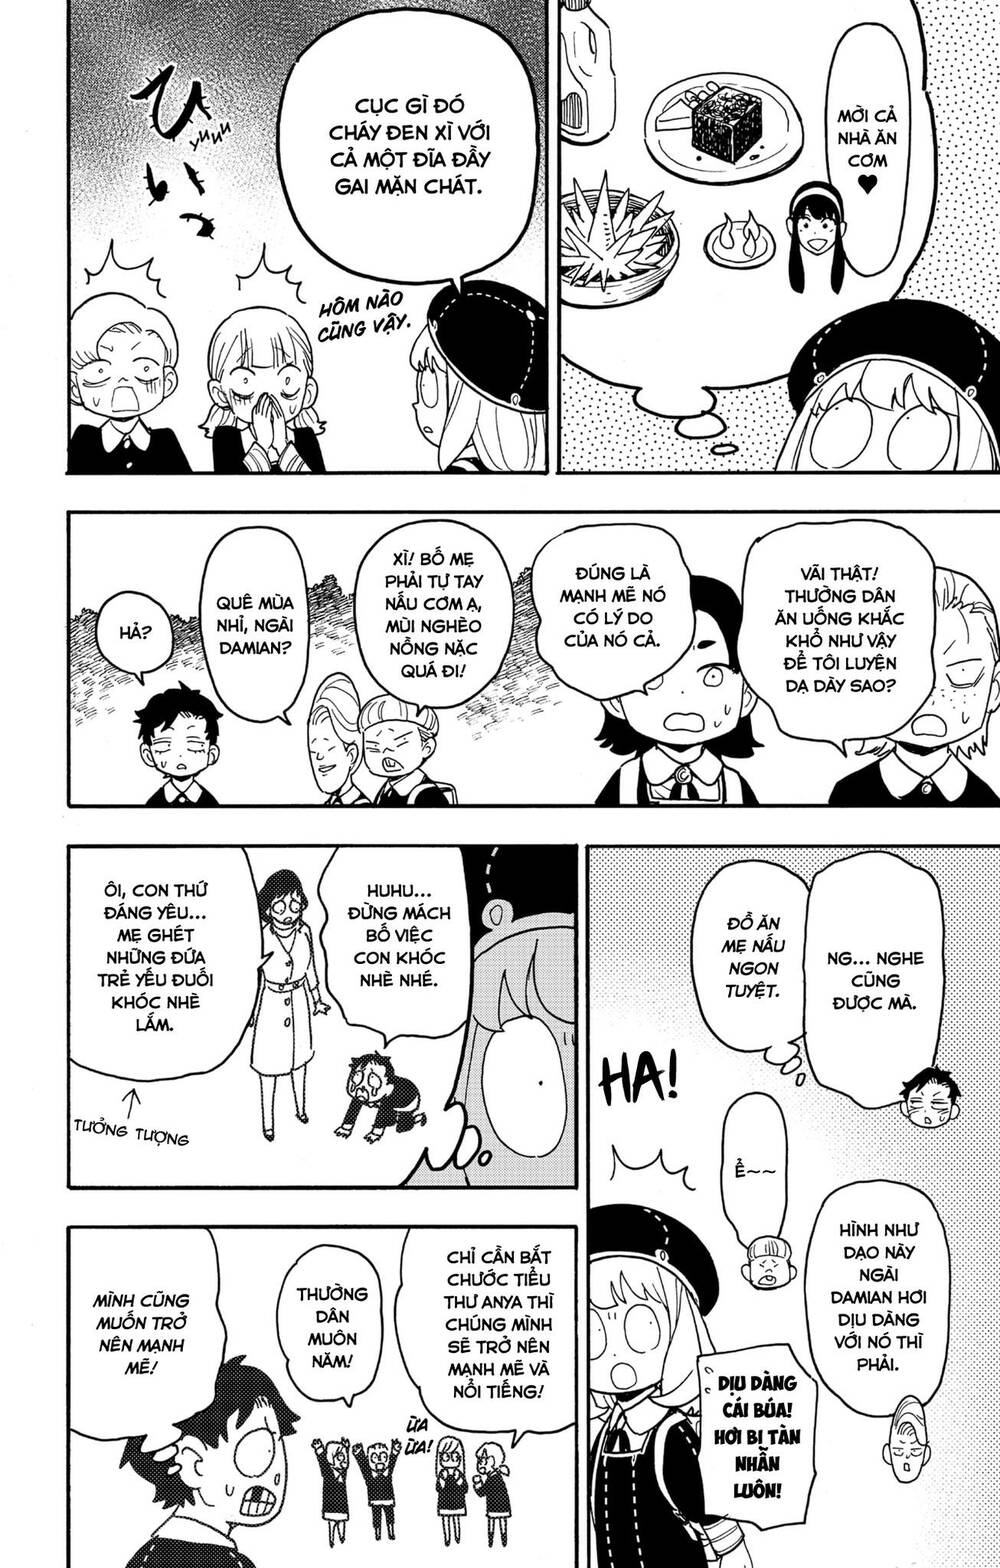 MỜI CẢ
NHÀ ĂN
CƠM
♥
CỤC GÌ ĐÓ
CHÁY ĐEN XÌ VỚI
CẢ MỘT ĐĨA ĐẦY
GAI MẶN CHÁT.
HÔM NÀO
CŨNG VẬY.
ひいっ
VÃI THẬT!
THƯỜNG DÂN
ĂN UỐNG KHẮC
KHỔ NHƯ VẬY
ĐỂ TÔI LUYỆN
DẠ DÀY SAO?
ĐÚNG LÀ
MẠNH MẼ NÓ
CÓ LÝ DO
CỦA NÓ CẢ.
XÌ! BỐ MẸ
PHẢI TỰ TAY
NẤU CƠM Ạ,
MÙI NGHÈO
NỒNG NẶC
QUÁ ĐI!
QUÊ MÙA
NHỈ, NGÀI
DAMIAN?
HẢ?
NG... NGHE
CŨNG
ĐƯỢC MÀ.
ĐỒ ĂN
MẸ NẤU
NGON
TUYỆT.
HA!
Ể~~
HÌNH NHƯ
DẠO NÀY
NGÀI
DAMIAN HƠI
DỊU DÀNG
VỚI NÓ THÌ
PHẢI.
DỊU DÀNG
CÁI BÚA!
HƠI BỊ TÀN
NHẪN
LUÔN!
HUHU...
ĐỪNG MÁCH
BỐ VIỆC
CON KHÓC
NHÈ NHÉ.
ÔI, CON THỨ
ĐÁNG YÊU...
MẸ GHÉT
NHỮNG ĐỨA
TRẺ YẾU ĐUỐI
KHÓC NHÈ
LẮM.
TƯỞNG TƯỢNG
CHỈ CẦN BẮT
CHƯỚC TIỂU
THƯ ANYA THÌ
CHÚNG MÌNH
SẼ TRỞ NÊN
MẠNH MẼ VÀ
NỔI TIẾNG!
THƯỜNG
DÂN
MUÔN
NĂM!
ỪA
ỪA!
MÌNH CŨNG
MUỐN TRỞ
NÊN MẠNH
MẼ!